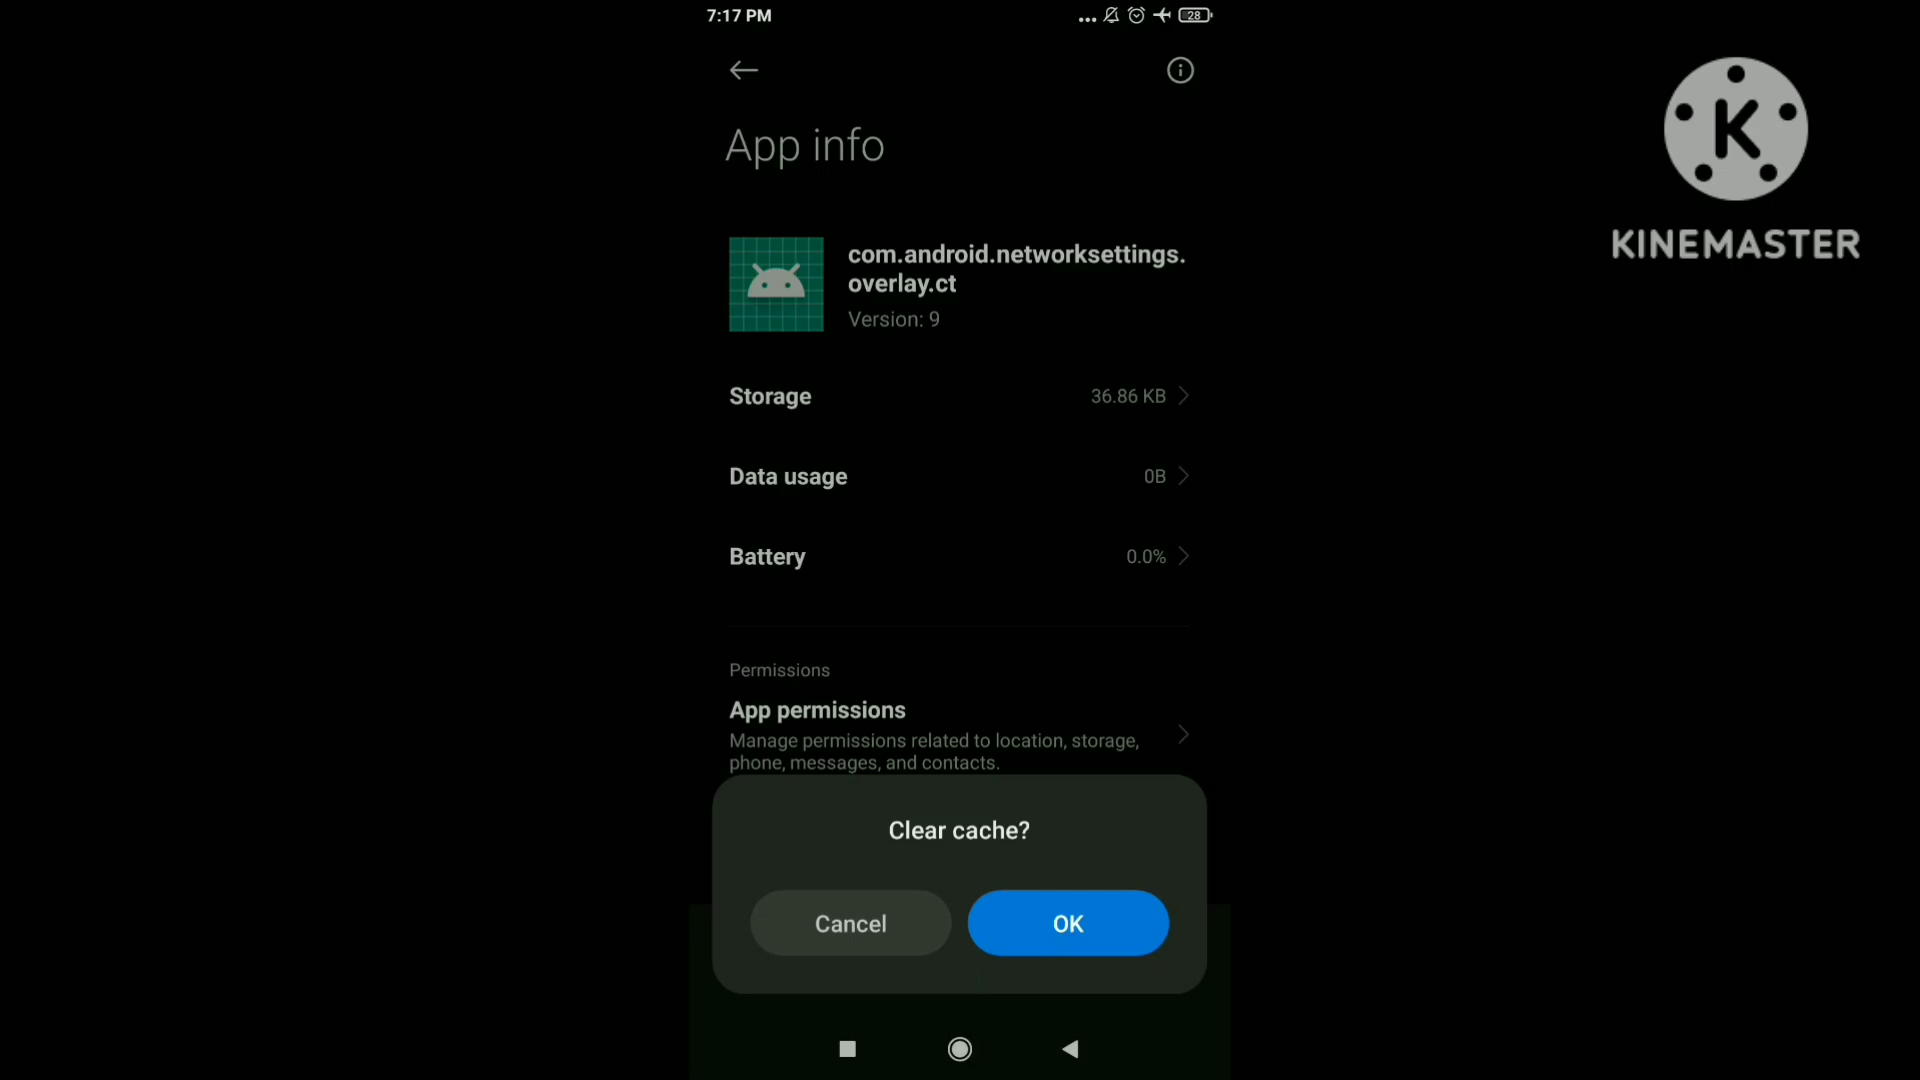 7:17 PM
28
App info
com.android.networksettings.
overlay.ct
Version: 9
Storage
36.86 KB
Data usage
0B
Battery
0.0%
Permissions
App permissions
Manage permissions related to location, storage,
phone, messages, and contacts.
Clear cache?
Cancel
OK
K
KINEMASTER